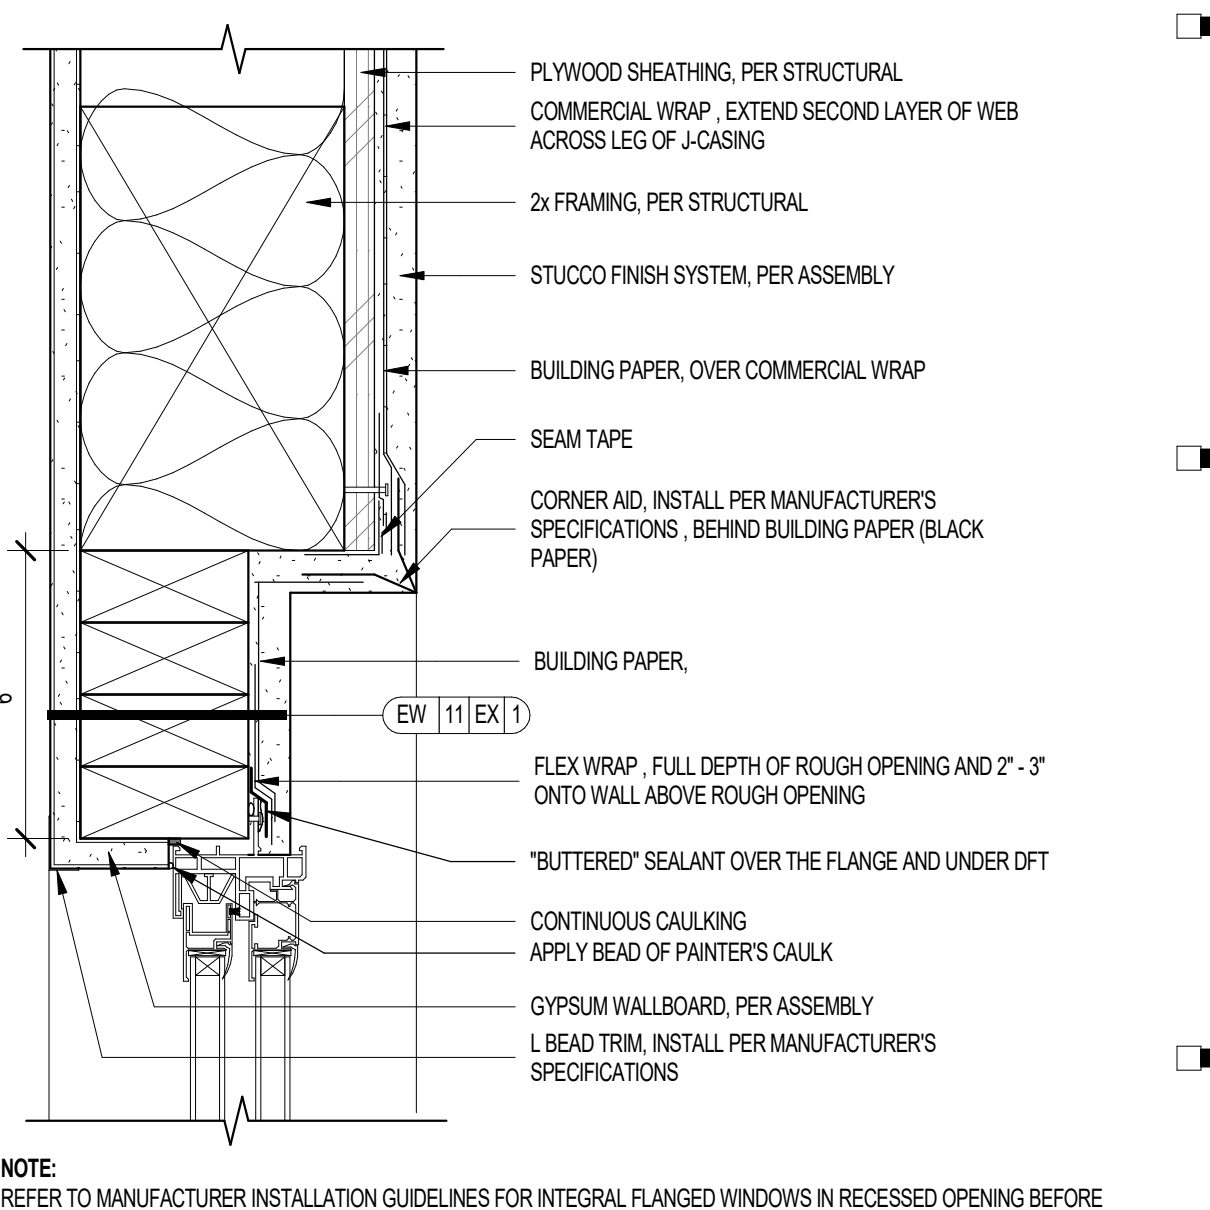 PLYWOOD SHEATHING, PER STRUCTURAL
COMMERCIAL WRAP , EXTEND SECOND LAYER OF WEB
ACROSS LEG OF J-CASING
2x FRAMING, PER STRUCTURAL
STUCCO FINISH SYSTEM, PER ASSEMBLY
BUILDING PAPER, OVER COMMERCIAL WRAP
SEAM TAPE
CORNER AID, INSTALL PER MANUFACTURER'S
SPECIFICATIONS , BEHIND BUILDING PAPER (BLACK
PAPER)
BUILDING PAPER,
EW 11 EX 1
FLEX WRAP , FULL DEPTH OF ROUGH OPENING AND 2" - 3"
ONTO WALL ABOVE ROUGH OPENING
"BUTTERED" SEALANT OVER THE FLANGE AND UNDER DFT
CONTINUOUS CAULKING
APPLY BEAD OF PAINTER'S CAULK
GYPSUM WALLBOARD, PER ASSEMBLY
L BEAD TRIM, INSTALL PER MANUFACTURER'S
SPECIFICATIONS
NOTE:
REFER TO MANUFACTURER INSTALLATION GUIDELINES FOR INTEGRAL FLANGED WINDOWS IN RECESSED OPENING BEFORE